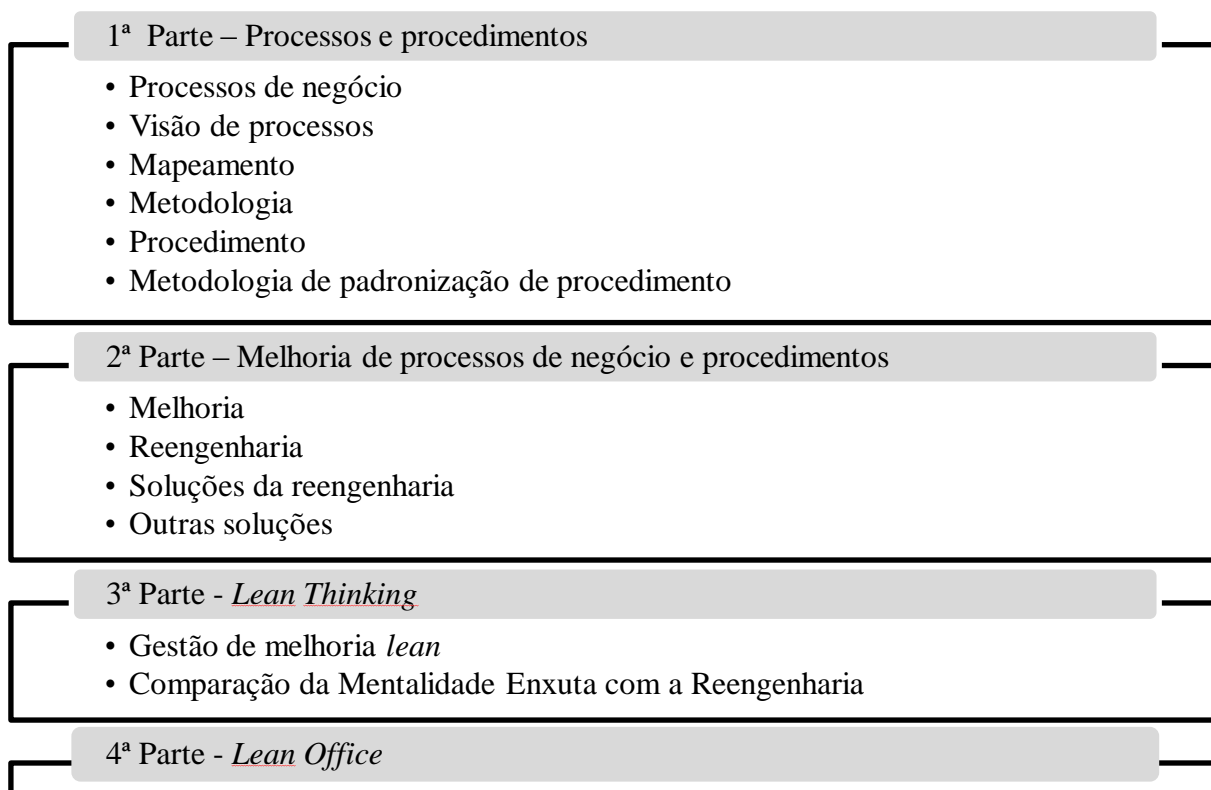 1ª Parte – Processos e procedimentos
• Processos de negócio
• Visão de processos
• Mapeamento
• Metodologia
• Procedimento
• Metodologia de padronização de procedimento
2ª Parte – Melhoria de processos de negócio e procedimentos
• Melhoria
• Reengenharia
• Soluções da reengenharia
• Outras soluções
3ª Parte - Lean Thinking
• Gestão de melhoria lean
• Comparação da Mentalidade Enxuta com a Reengenharia
4ª Parte - Lean Office